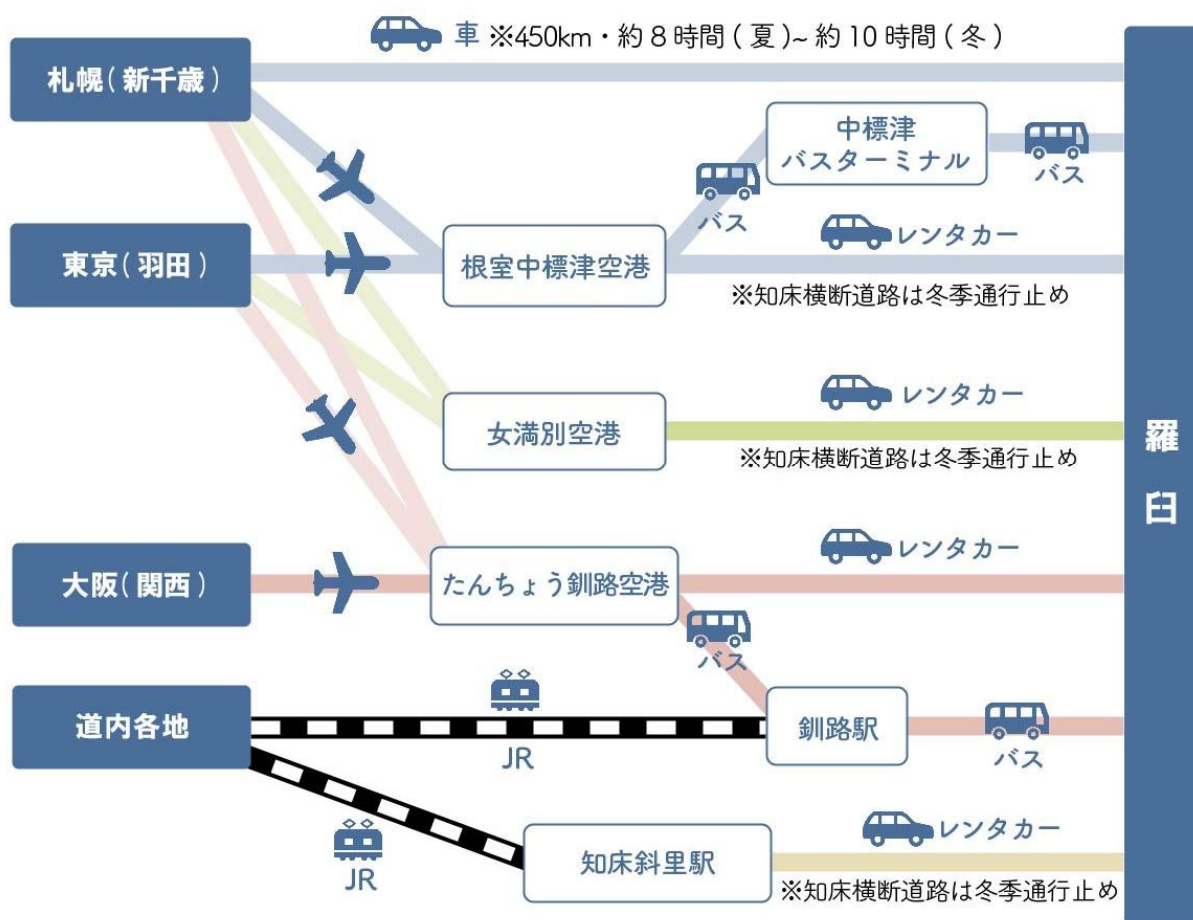 車 ※450km・約8時間(夏)~約10時間(冬)
札幌(新千歳)
中標津
バスターミナル
バス
バス
レンタカー
東京(羽田)
根室中標津空港
※知床横断道路は冬季通行止め
レンタカー
女満別空港
※知床横断道路は冬季通行止め
羅臼
レンタカー
大阪(関西)
たんちょう釧路空港
バス
道内各地
JR
釧路駅
バス
レンタカー
JR
知床斜里駅
※知床横断道路は冬季通行止め